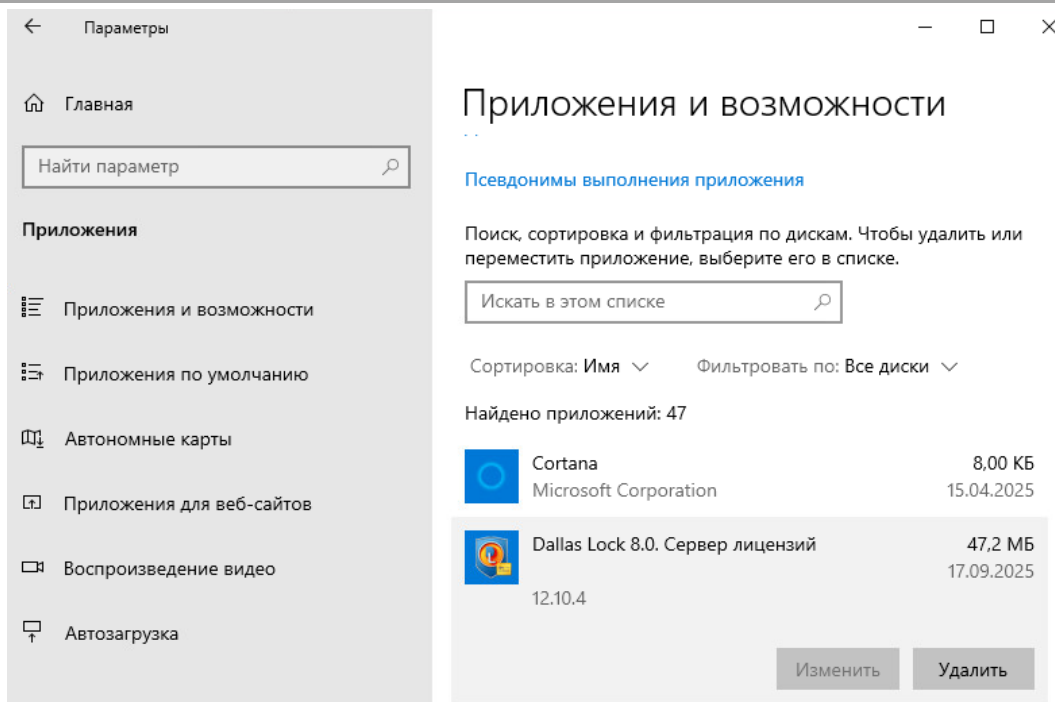 Параметры
Главная
Найти параметр
Приложения
Приложения и возможности
Приложения по умолчанию
Автономные карты
Приложения для веб-сайтов
Воспроизведение видео
Автозагрузка
Приложения и возможности
Псевдонимы выполнения приложения
Поиск, сортировка и фильтрация по дискам. Чтобы удалить или
переместить приложение, выберите его в списке.
Искать в этом списке
Сортировка: Имя Фильтровать по: Все диски
Найдено приложений: 47
Cortana 8,00 КБ
Microsoft Corporation 15.04.2025
Dallas Lock 8.0. Сервер лицензий 47,2 МБ
17.09.2025
12.10.4
Изменить Удалить